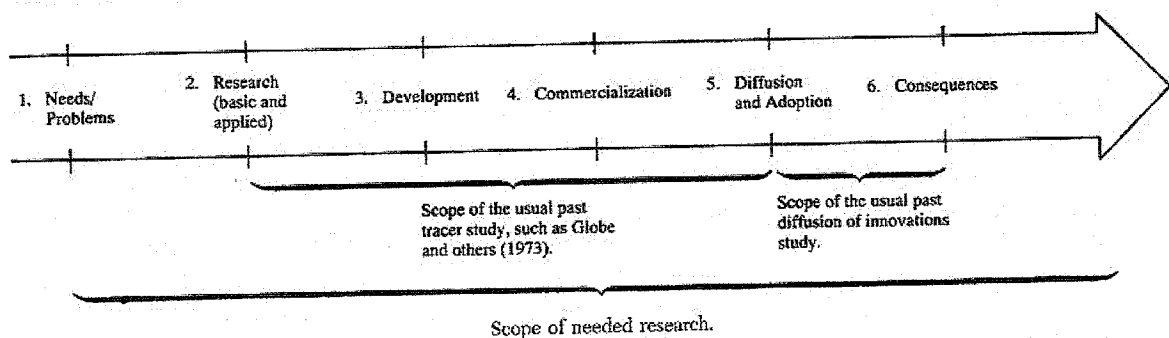 1. Needs/
Problems
2. Research
(basic and
applied)
3. Development
4. Commercialization
5. Diffusion
and Adoption
6. Consequences
Scope of the usual past
tracer study, such as Globe
and others (1973).
Scope of the usual past
diffusion of innovations
study.
Scope of needed research.